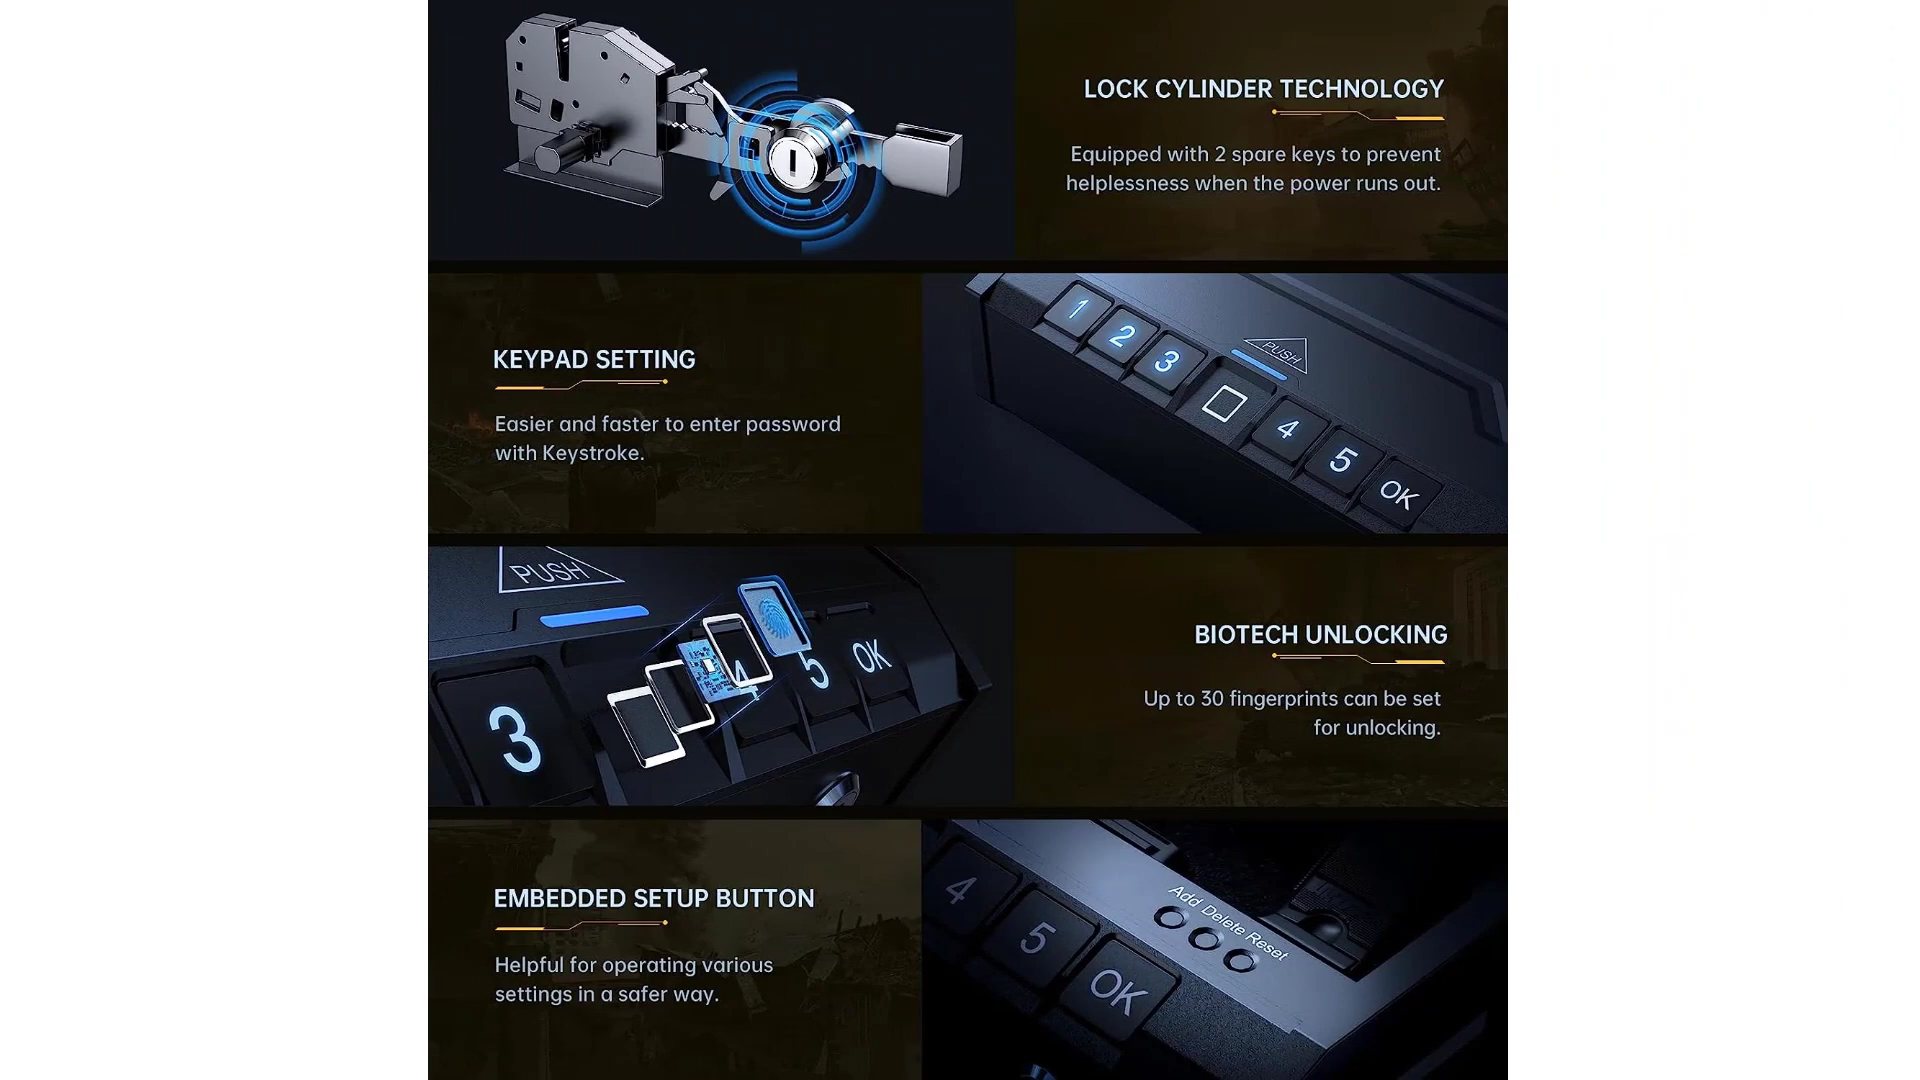 LOCK CYLINDER TECHNOLOGY
Equipped with 2 spare keys to prevent
helplessness when the power runs out.
KEYPAD SETTING
Easier and faster to enter password
with Keystroke.
1
2
3
PUSH
4
5
OK
PUSH
3
4
5
OK
BIOTECH UNLOCKING
Up to 30 fingerprints can be set
for unlocking.
EMBEDDED SETUP BUTTON
Helpful for operating various
settings in a safer way.
4
5
OK
Add Delete Reset